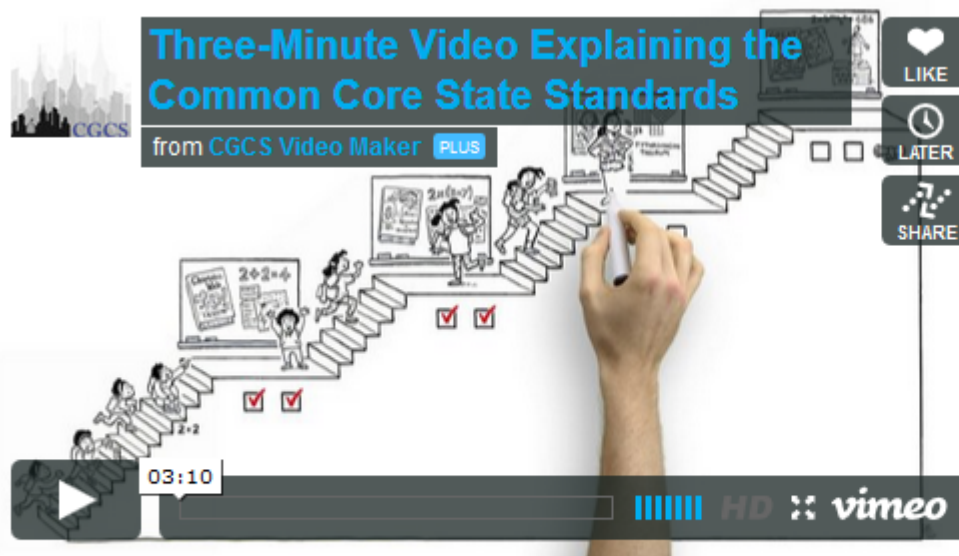 Three-Minute Video Explaining the
Common Core State Standards
CGCS
from CGCS Video Maker PLUS
LIKE
LATER
SHARE
2+2=4
2+2
03:10
HD
vimeo